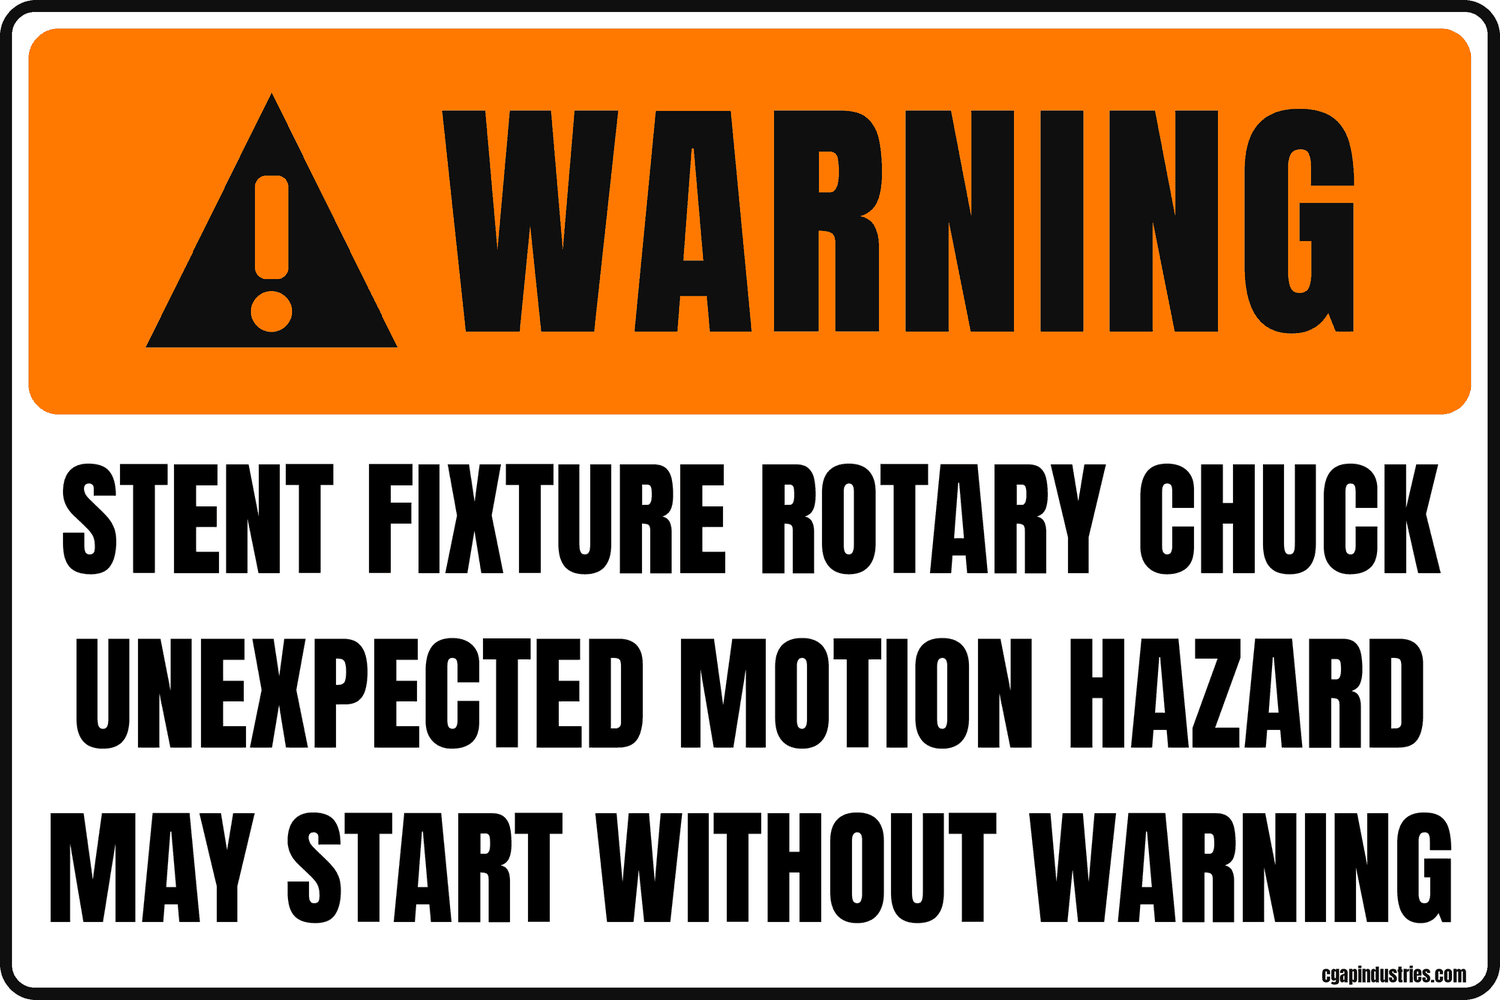 WARNING
STENT FIXTURE ROTARY CHUCK
UNEXPECTED MOTION HAZARD
MAY START WITHOUT WARNING
cgapindustries.com